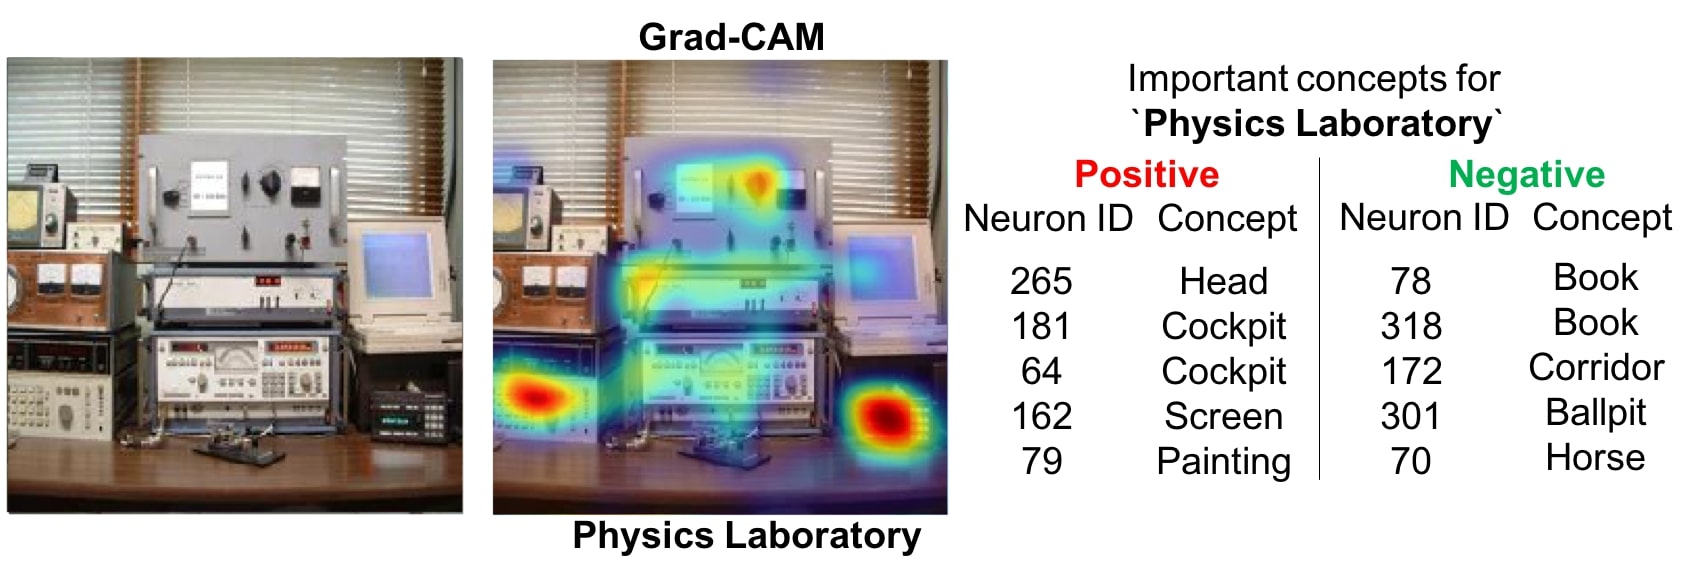 Grad-CAM
Physics Laboratory
Important concepts for
`Physics Laboratory`
Positive Negative
Neuron ID Concept Neuron ID Concept
265 Head 78 Book
181 Cockpit 318 Book
64 Cockpit 172 Corridor
162 Screen 301 Ballpit
79 Painting 70 Horse